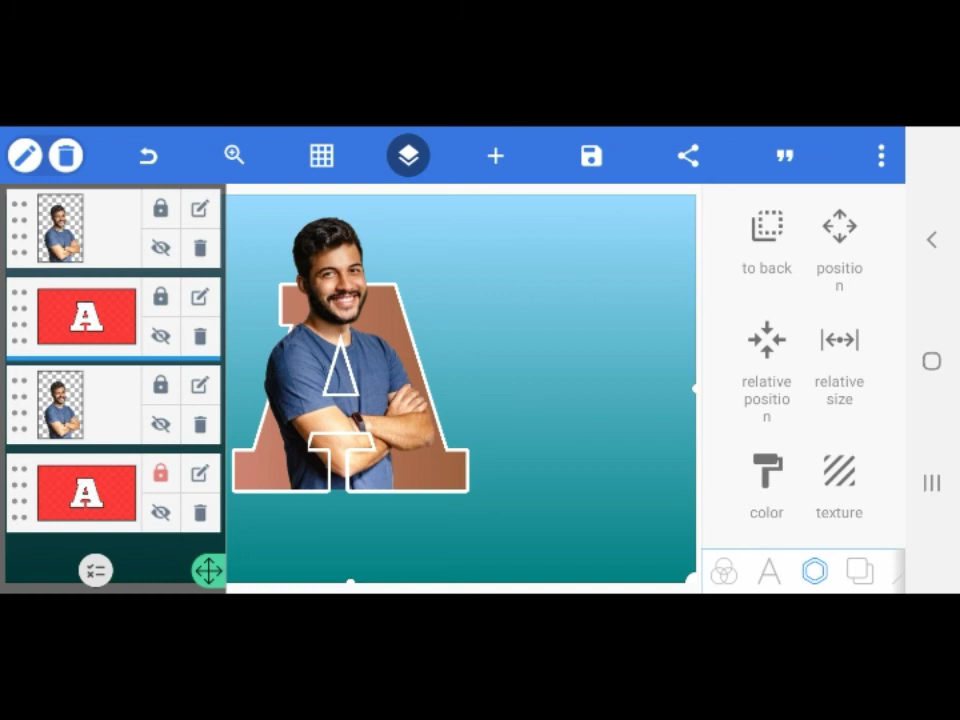 to back
positio
n
relative
positio
n
relative
size
A
A
color
texture